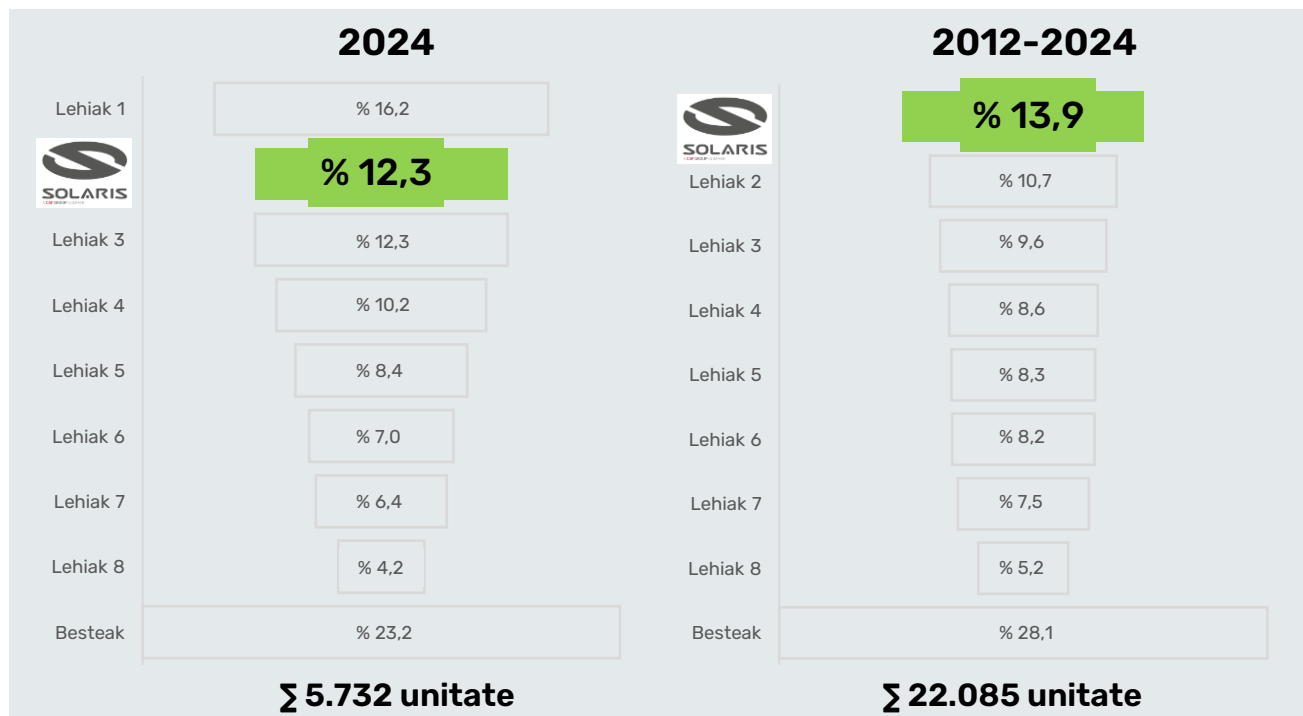 2024
Lehiak 1
% 16,2
SOLARIS
% 12,3
Lehiak 3
% 12,3
Lehiak 4
% 10,2
Lehiak 5
% 8,4
Lehiak 6
% 7,0
Lehiak 7
% 6,4
Lehiak 8
% 4,2
Besteak
% 23,2
∑ 5.732 unitate
2012-2024
SOLARIS
% 13,9
Lehiak 2
% 10,7
Lehiak 3
% 9,6
Lehiak 4
% 8,6
Lehiak 5
% 8,3
Lehiak 6
% 8,2
Lehiak 7
% 7,5
Lehiak 8
% 5,2
Besteak
% 28,1
∑ 22.085 unitate